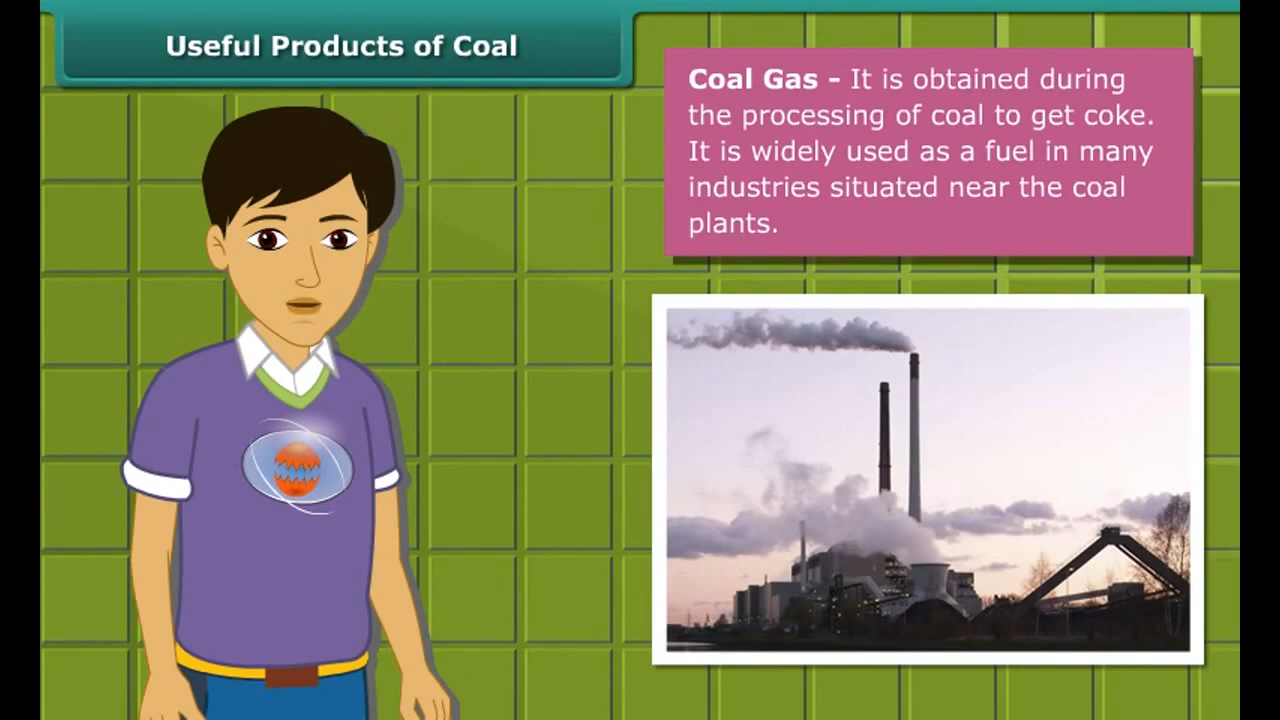 Useful Products of Coal
Coal Gas - It is obtained during
the processing of coal to get coke.
It is widely used as a fuel in many
industries situated near the coal
plants.